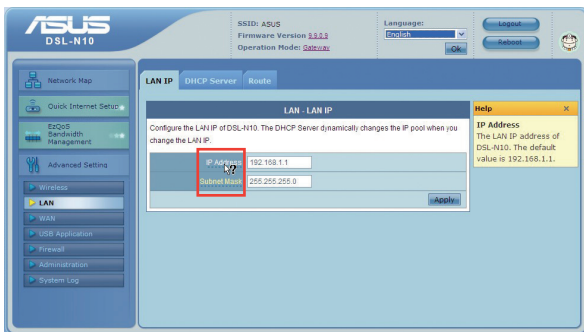 ASUS
DSL-N10
SSID: ASUS
Firmware Version 9.9.0.9
Operation Mode: Gateway
Language:
English
Ok
Logout
Reboot
Network Map
Quick Internet Setup
EzQoS
Bandwidth
Management
Advanced Setting
Wireless
LAN
WAN
USB Application
Firewall
Administration
System Log
LAN IP DHCP Server Route
LAN - LAN IP
Configure the LAN IP of DSL-N10. The DHCP Server dynamically changes the IP pool when you
change the LAN IP.
IP Address 192.168.1.1
Subnet Mask 255.255.255.0
Apply
Help X
IP Address
The LAN IP address of
DSL-N10. The default
value is 192.168.1.1.